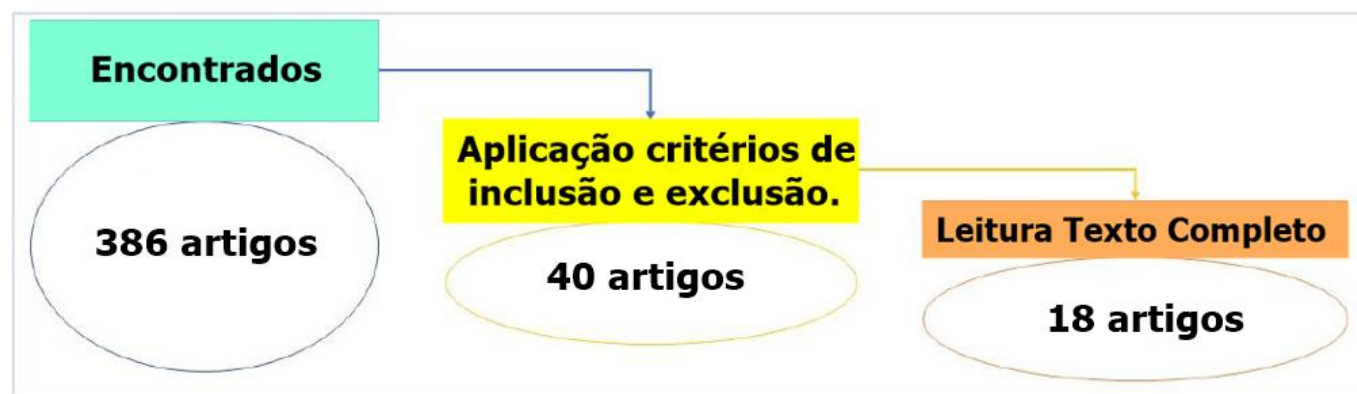 Encontrados
386 artigos
Aplicação critérios de
inclusão e exclusão.
40 artigos
Leitura Texto Completo
18 artigos